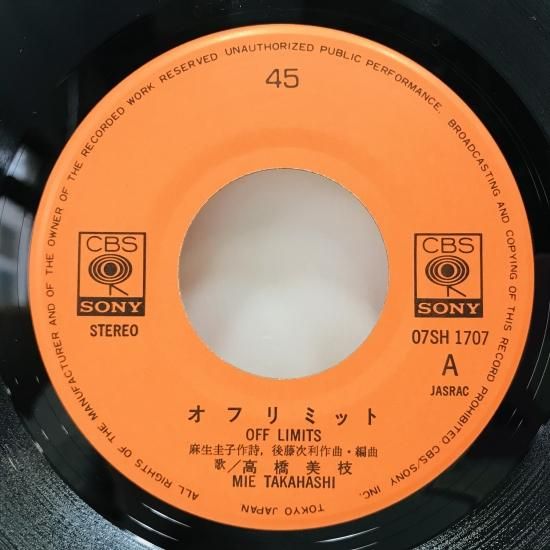 ALL RIGHTS OF THE MANUFACTURER AND OF THE OWNER OF THE RECORDED WORK RESERVED UNAUTHORIZED PUBLIC PERFORMANCE. BROADCASTING AND COPYING OF THIS RECORD PROHIBITED CBS/SONY INC.
TOKYO JAPAN
45
CBS
SONY
STEREO
CBS
SONY
07SH 1707
A
JASRAC
オフリミット
OFF LIMITS
麻生圭子作詩, 後藤次利作曲・編曲
歌／高橋美枝
MIE TAKAHASHI